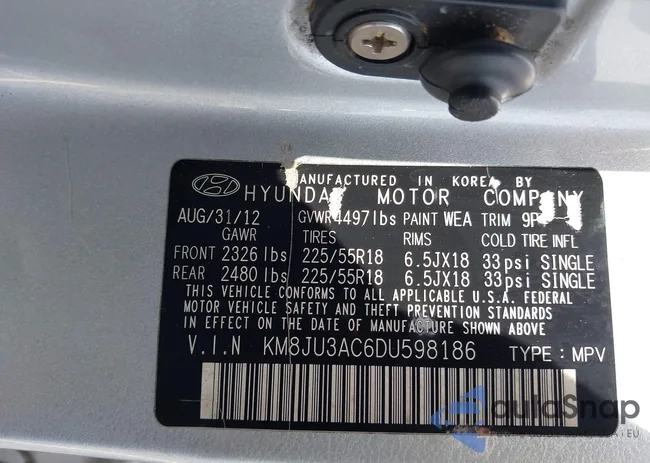 MANUFACTURED IN KOREA BY
HYUNDAI MOTOR COMPANY
AUG/31/12 GVWR 4497lbs PAINT WEA TRIM
GAWR TIRES RIMS COLD TIRE INFL
FRONT 2326 lbs 225/55R18 6.5JX18 33psi SINGLE
REAR 2480 lbs 225/55R18 6.5JX18 33psi SINGLE
THIS VEHICLE CONFORMS TO ALL APPLICABLE U.S.A. FEDERAL
MOTOR VEHICLE SAFETY AND THEFT PREVENTION STANDARDS
IN EFFECT ON THE DATE OF MANUFACTURE SHOWN ABOVE.
V.I.N KM8JU3AC6DU598186 TYPE: MPV
autoSnap